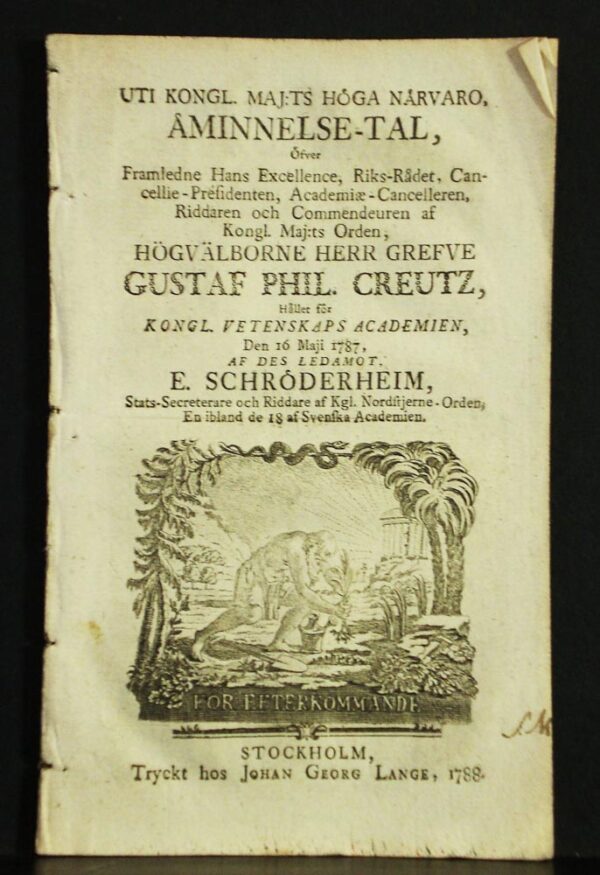 UTI KONGL. MAJ:TS HÖGA NÄRVARO,
ÅMINNELSE-TAL,
Öfver
Framledne Hans Excellence, Riks-Rådet, Can-
cellie-Præsidenten, Academiæ-Cancelleren,
Riddaren och Commendeuren af
Kongl. Maj:ts Orden,
HÖGVÄLBORNE HERR GREFVE
GUSTAF PHIL. CREUTZ,
Hållet för
KONGL. VETENSKAPS ACADEMIEN,
Den 16 Maji 1787,
AF DES LEDAMOT.
E. SCHRÖDERHEIM,
Stats-Secreterare och Riddare af Kgl. Nordstjerne-Orden,
En ibland de 18 af Svenska Academien.
FÖR EFTERKOMMANDE
STOCKHOLM,
Tryckt hos JOHAN GEORG LANGE, 1788.